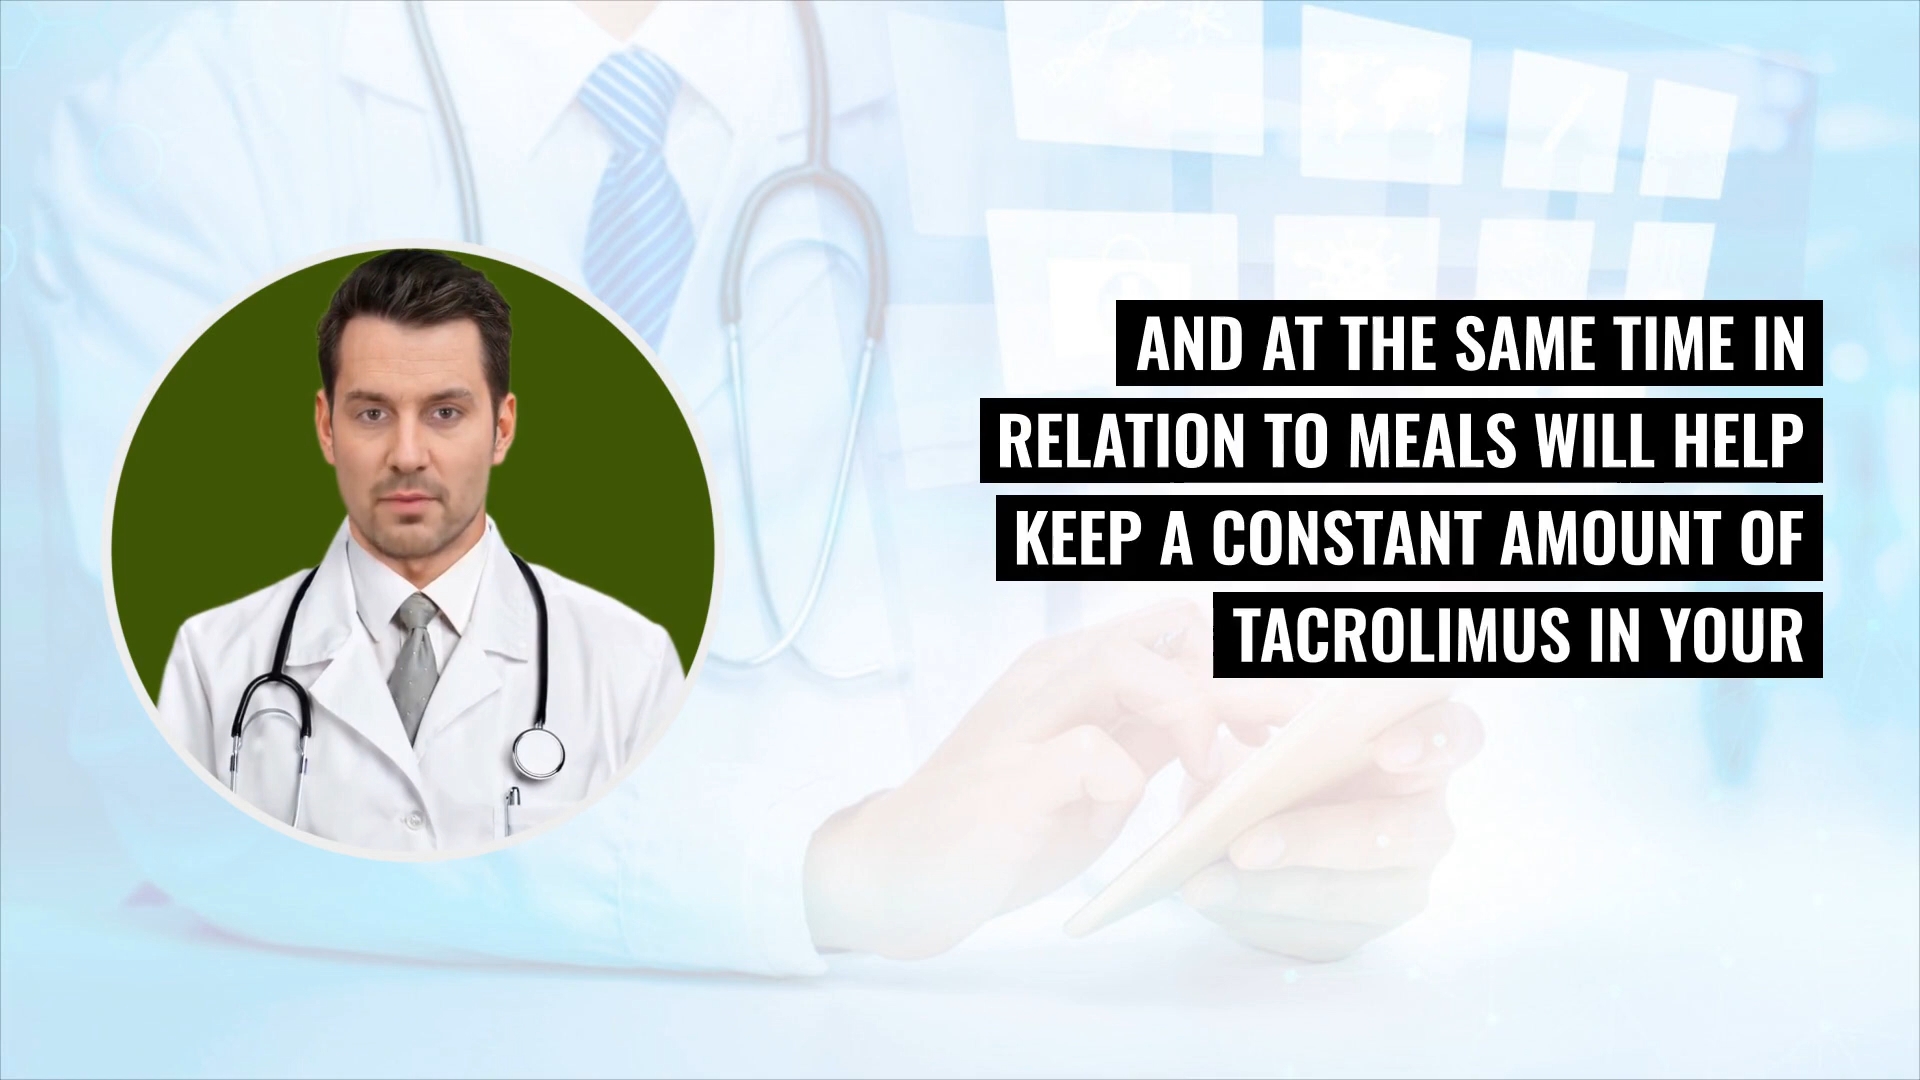 AND AT THE SAME TIME IN
RELATION TO MEALS WILL HELP
KEEP A CONSTANT AMOUNT OF
TACROLIMUS IN YOUR